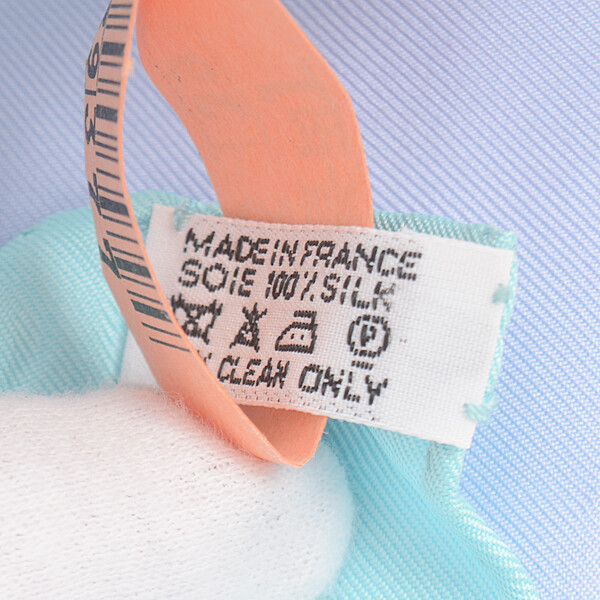 MADE IN FRANCE
SOIE 100% SILK
P
CLEAN ONLY